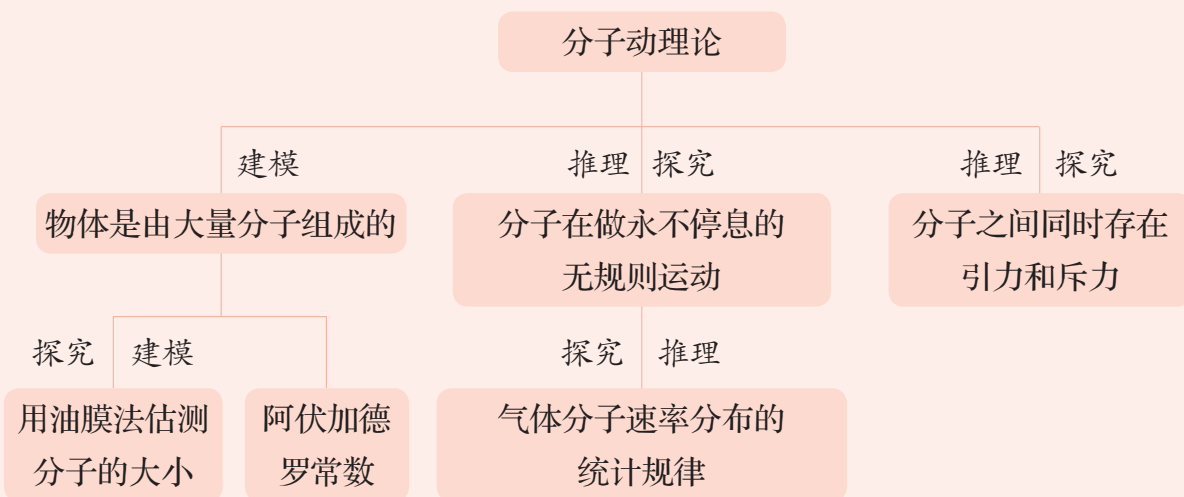 分子动理论
建模
推理 探究
推理 探究
物体是由大量分子组成的
分子在做永不停息的
无规则运动
分子之间同时存在
引力和斥力
探究 建模
探究 推理
用油膜法估测
分子的大小
阿伏加德
罗常数
气体分子速率分布的
统计规律